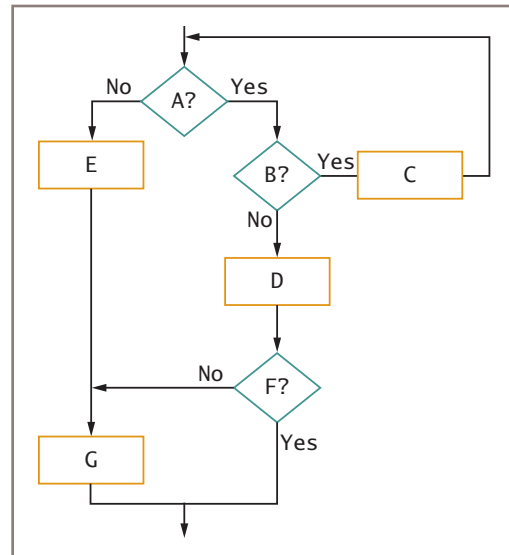 No Yes
A?
E
B? Yes C
No
D
No F?
Yes
G